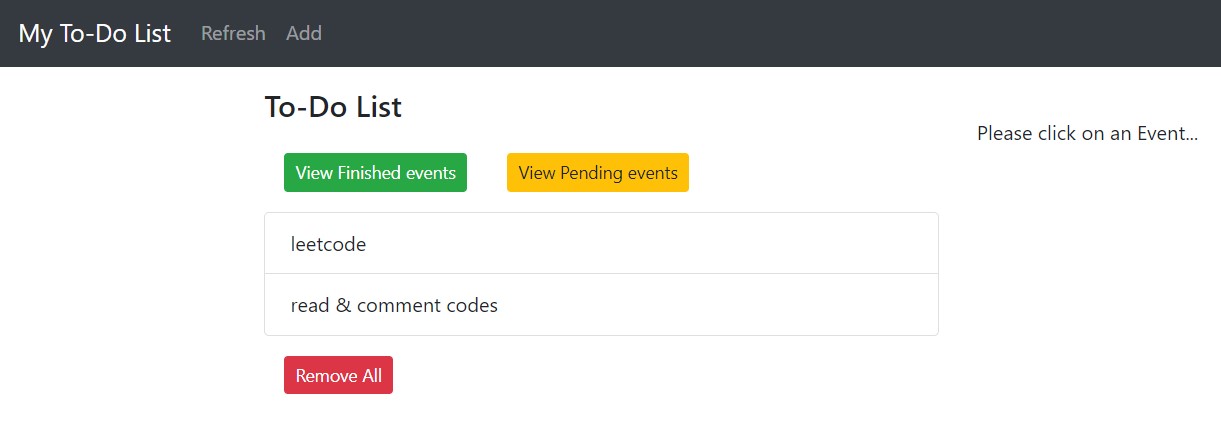 My To-Do List Refresh Add
To-Do List
Please click on an Event...
View Finished events View Pending events
leetcode
read & comment codes
Remove All